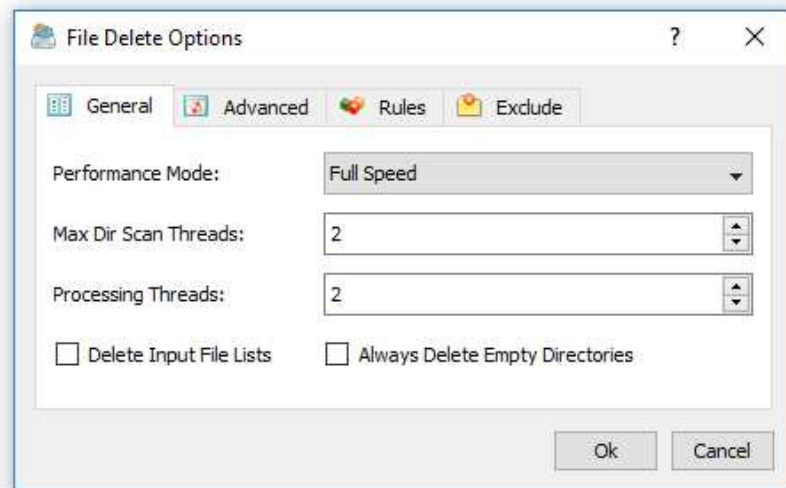 File Delete Options ?
General Advanced Rules Exclude
Performance Mode: Full Speed
Max Dir Scan Threads: 2
Processing Threads: 2
Delete Input File Lists Always Delete Empty Directories
Ok Cancel